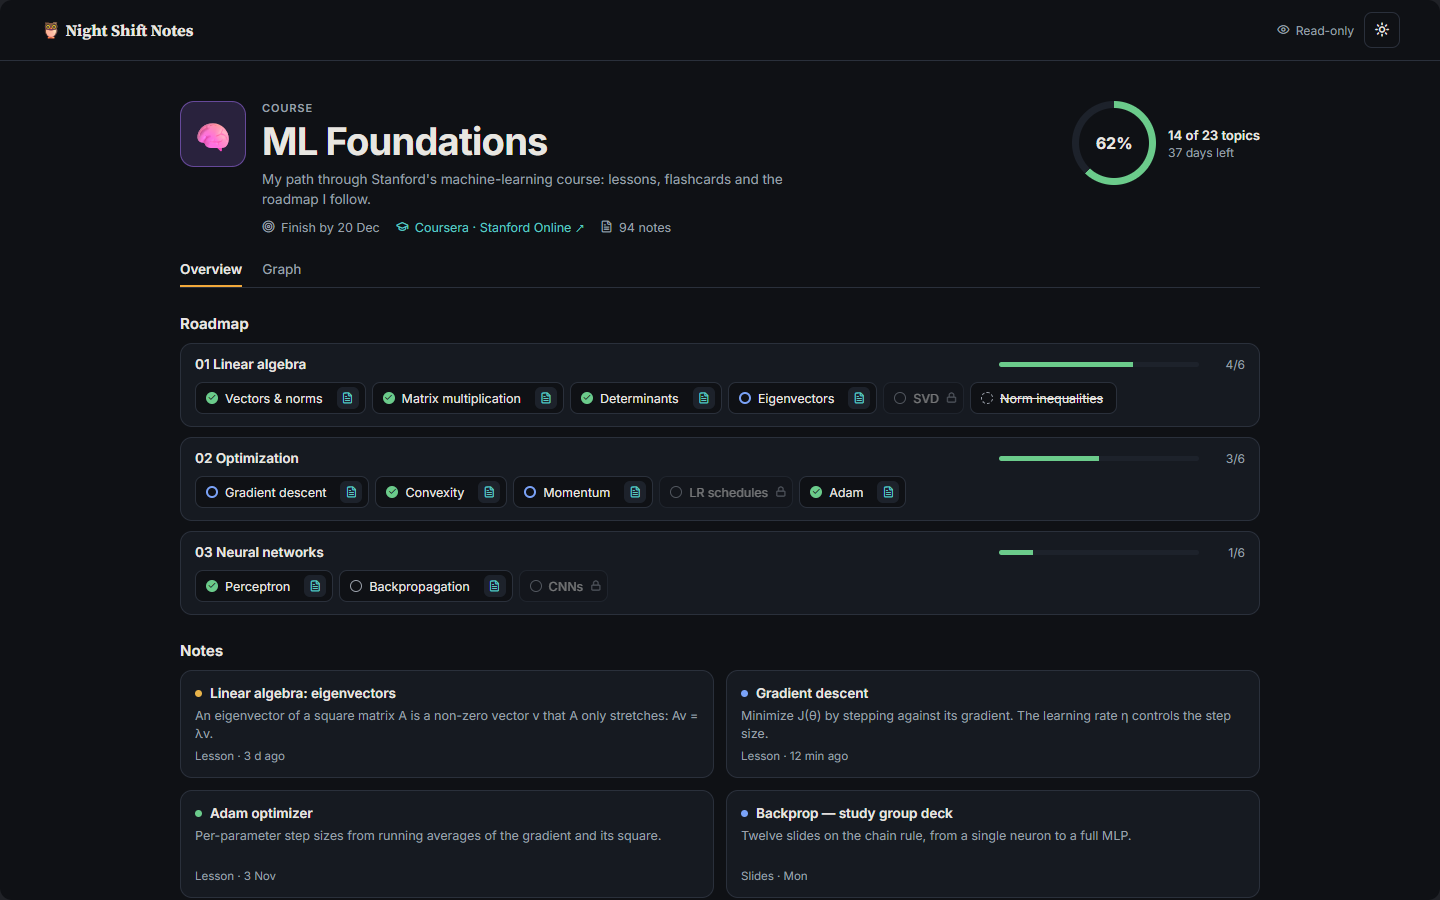 Night Shift Notes
Read-only
COURSE
ML Foundations
My path through Stanford's machine-learning course: lessons, flashcards and the
roadmap I follow.
Finish by 20 Dec
Coursera · Stanford Online ↗
94 notes
62%
14 of 23 topics
37 days left
Overview
Graph
Roadmap
01 Linear algebra
4/6
Vectors & norms
Matrix multiplication
Determinants
Eigenvectors
SVD
Norm inequalities
02 Optimization
3/6
Gradient descent
Convexity
Momentum
LR schedules
Adam
03 Neural networks
1/6
Perceptron
Backpropagation
CNNs
Notes
Linear algebra: eigenvectors
An eigenvector of a square matrix A is a non-zero vector v that A only stretches: Av =
λv.
Lesson · 3 d ago
Gradient descent
Minimize J(θ) by stepping against its gradient. The learning rate η controls the step
size.
Lesson · 12 min ago
Adam optimizer
Per-parameter step sizes from running averages of the gradient and its square.
Lesson · 3 Nov
Backprop — study group deck
Twelve slides on the chain rule, from a single neuron to a full MLP.
Slides · Mon